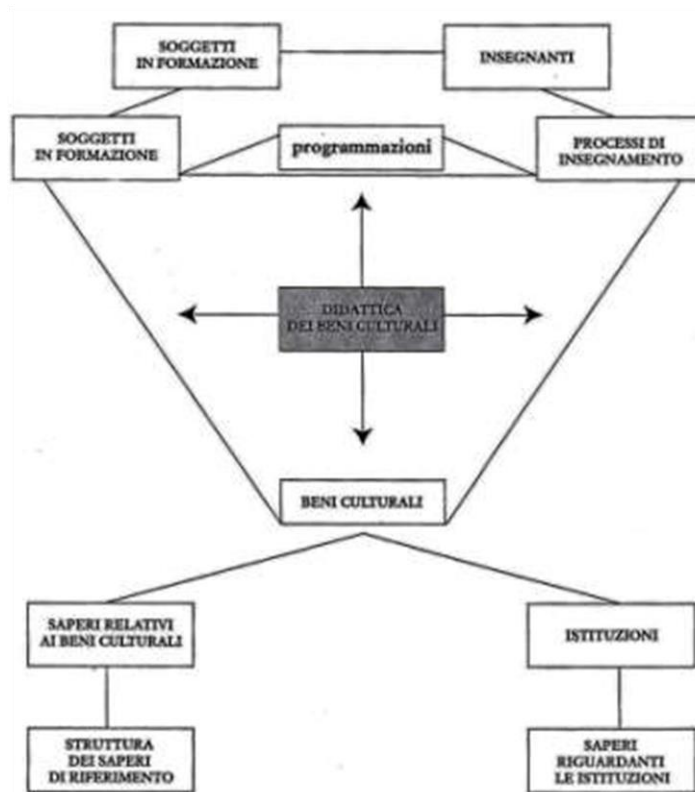 SOGGETTI
IN FORMAZIONE
INSEGNANTI
SOGGETTI
IN FORMAZIONE
programmazioni
PROCESSI DI
INSEGNAMENTO
DIDATTICA
DEI BENI CULTURALI
BENI CULTURALI
SAPERI RELATIVI
AI BENI CULTURALI
ISTITUZIONI
STRUTTURA
DEI SAPERI
DI RIFERIMENTO
SAPERI
RIGUARDANTI
LE ISTITUZIONI